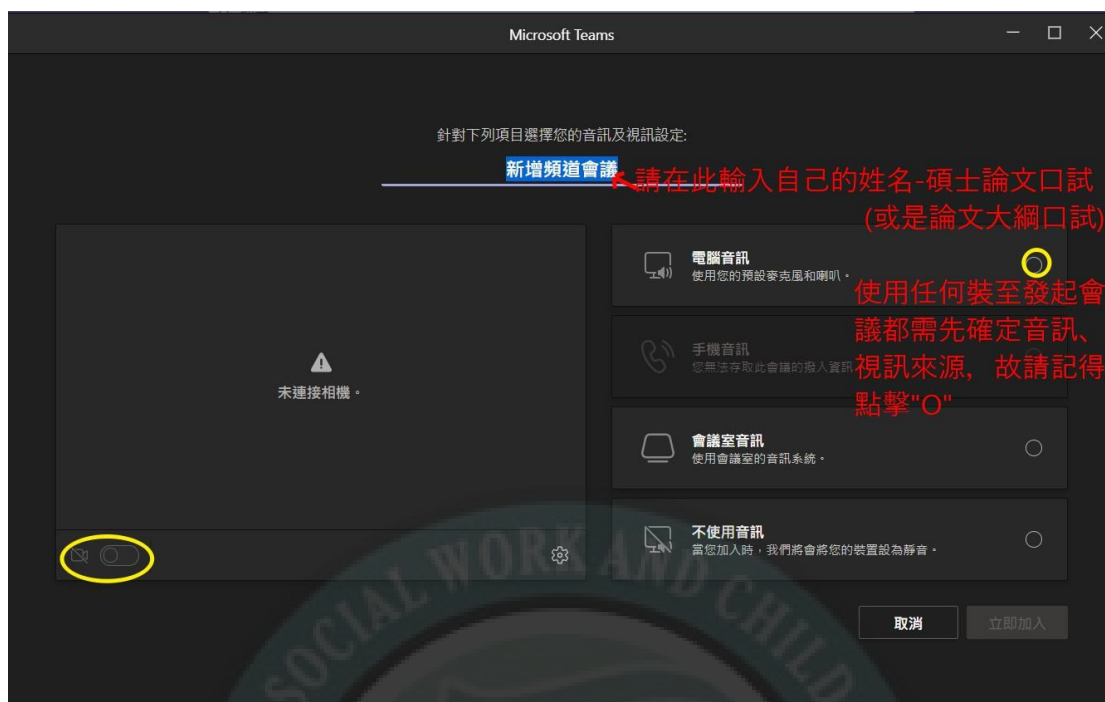 Microsoft Teams
針對下列項目選擇您的音訊及視訊設定:
新增頻道會議
請在此輸入自己的姓名-碩士論文口試
(或是論文大綱口試)
未連接相機。
電腦音訊
使用您的預設麥克風和喇叭。
使用任何裝至發起會
議都需先確定音訊、
視訊來源，故請記得
點擊"O"
手機音訊
您無法存取此會議的撥入資訊
會議室音訊
使用會議室的音訊系統。
不使用音訊
當您加入時，我們將會將您的裝置設為靜音。
取消
立即加入
SOCIAL WORK AND CHILD